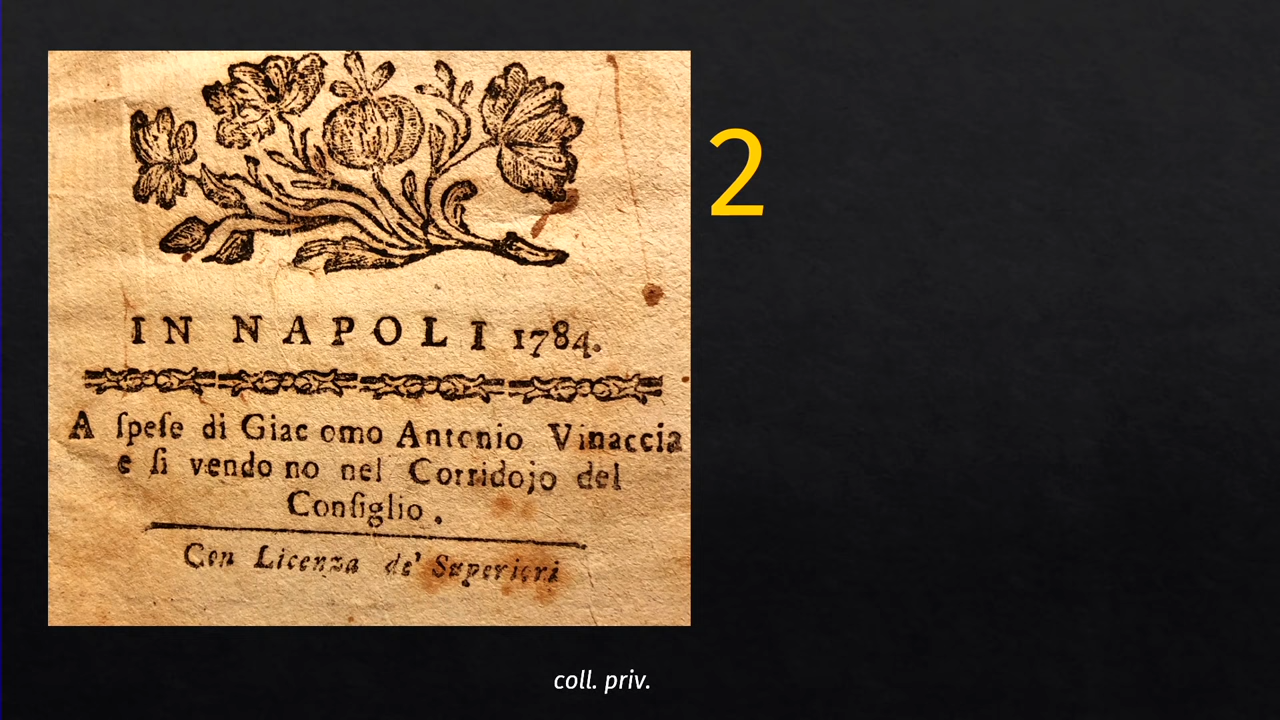 2
IN NAPOLI 1784.
A ſpeſe di Giac omo Antonio Vinaccia
e ſi vendo no nel Corridojo del
Conſiglio .
Con Licenza de' Superiori
coll. priv.